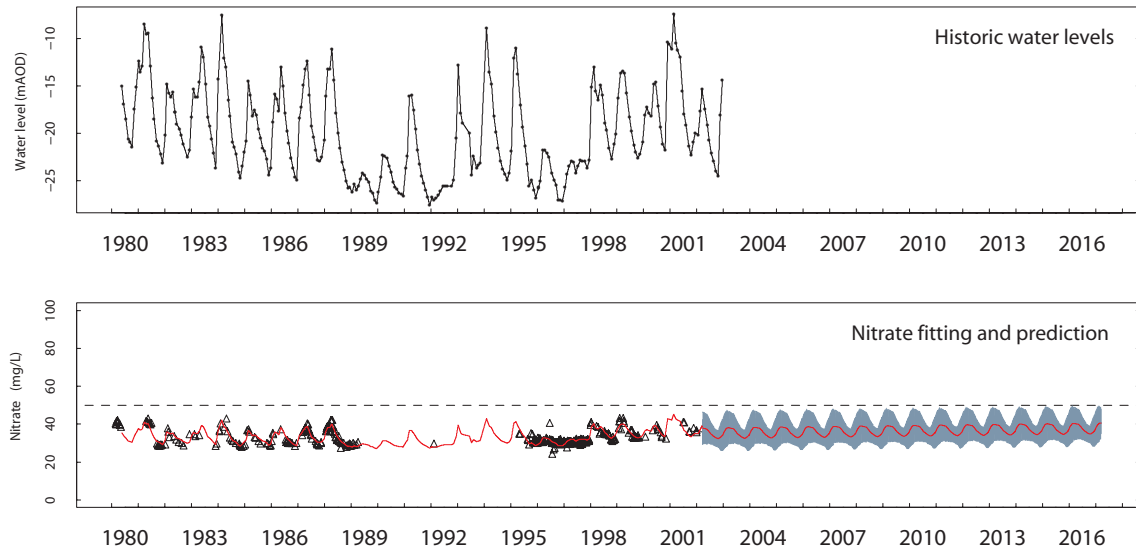 Historic water levels
Water level (mAOD)
−10
−15
−20
−25
1980 1983 1986 1989 1992 1995 1998 2001 2004 2007 2010 2013 2016
Nitrate fitting and prediction
Nitrate (mg/L)
100
80
60
40
20
0
1980 1983 1986 1989 1992 1995 1998 2001 2004 2007 2010 2013 2016